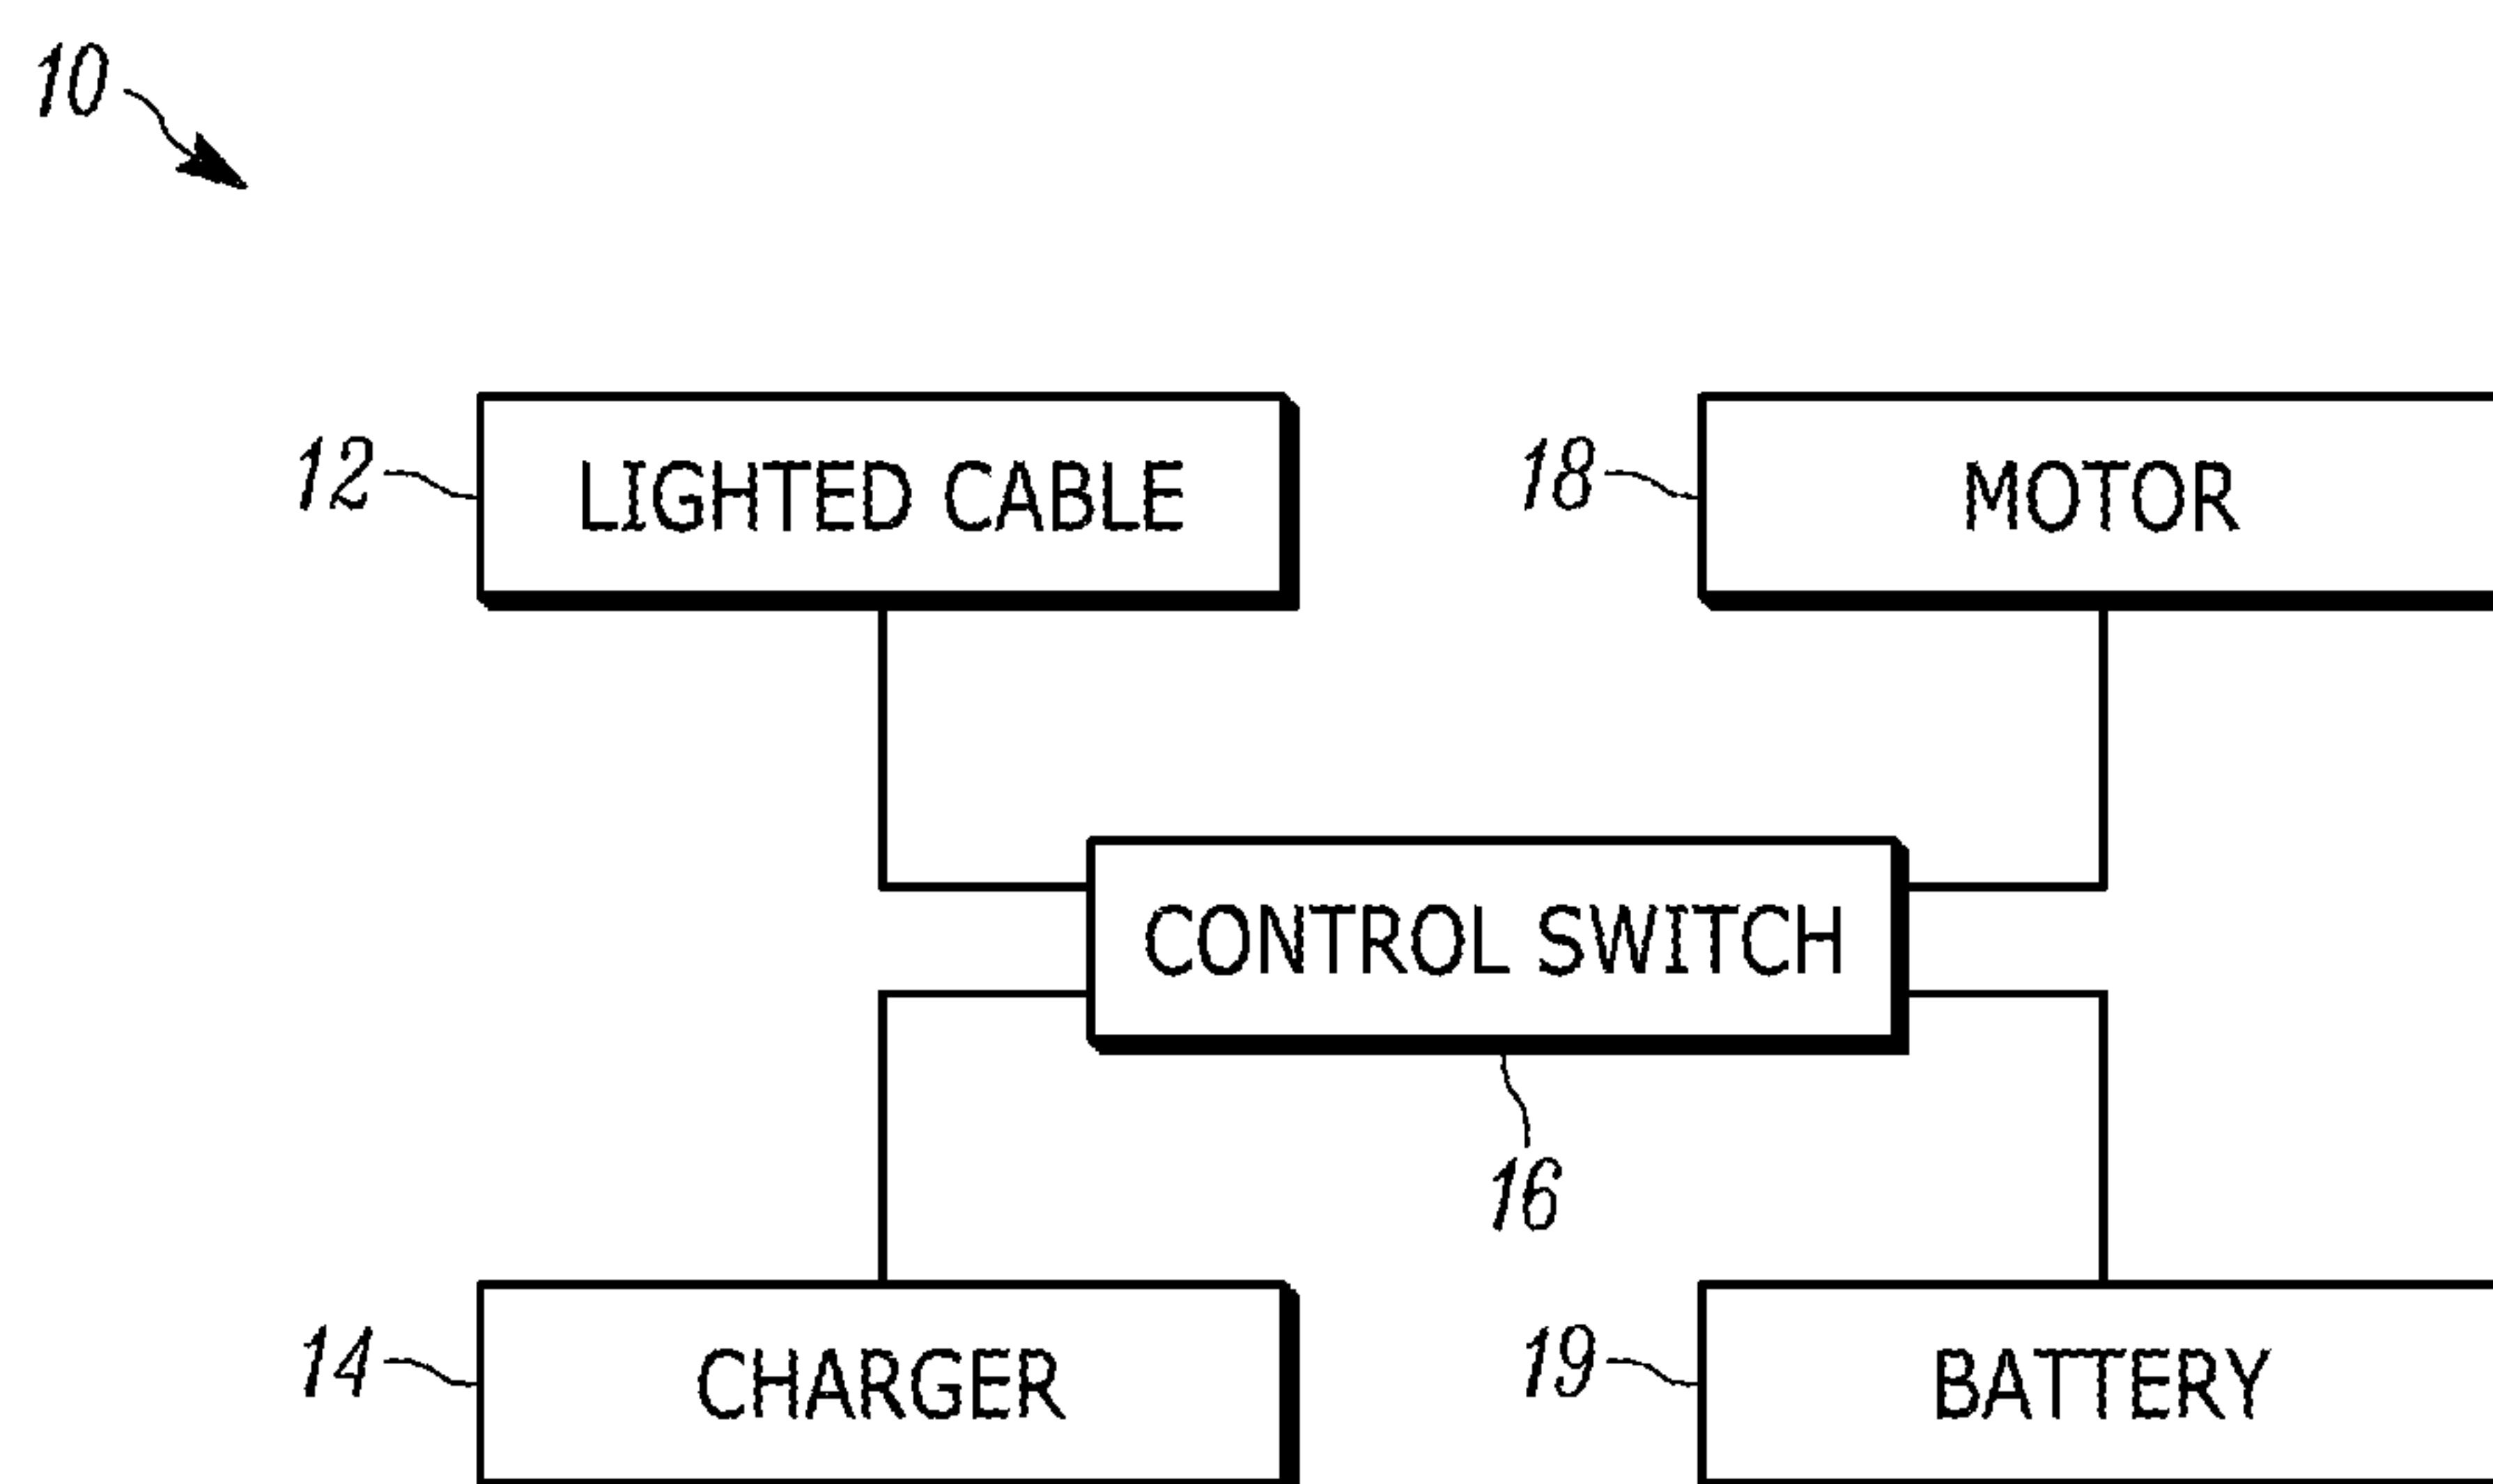 10
12 LIGHTED CABLE
18 MOTOR
CONTROL SWITCH
16
14 CHARGER
19 BATTERY